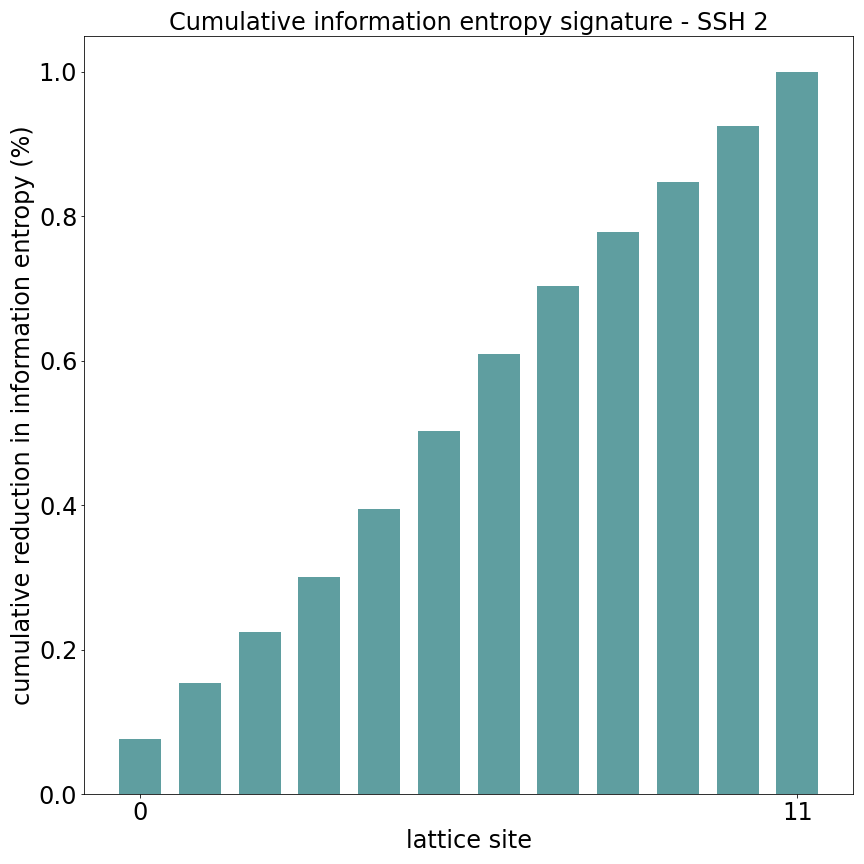 Cumulative information entropy signature - SSH 2
cumulative reduction in information entropy (%)
1.0
0.8
0.6
0.4
0.2
0.0
0 11
lattice site